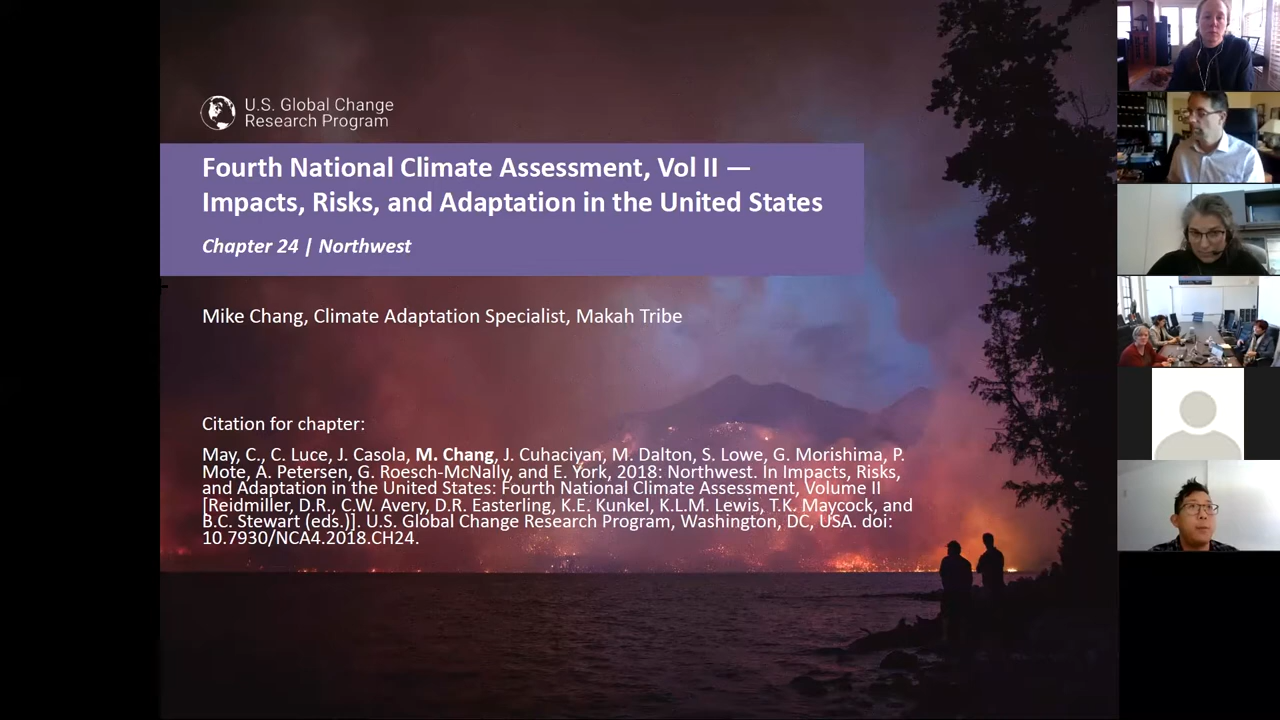 U.S. Global Change
Research Program
Fourth National Climate Assessment, Vol II —
Impacts, Risks, and Adaptation in the United States
Chapter 24 | Northwest
Mike Chang, Climate Adaptation Specialist, Makah Tribe
Citation for chapter:
May, C., C. Luce, J. Casola, M. Chang, J. Cuhaciyan, M. Dalton, S. Lowe, G. Morishima, P.
Mote, A. Petersen, G. Roesch-McNally, and E. York, 2018: Northwest. In Impacts, Risks,
and Adaptation in the United States: Fourth National Climate Assessment, Volume II
[Reidmiller, D.R., C.W. Avery, D.R. Easterling, K.E. Kunkel, K.L.M. Lewis, T.K. Maycock, and
B.C. Stewart (eds.)]. U.S. Global Change Research Program, Washington, DC, USA. doi:
10.7930/NCA4.2018.CH24.